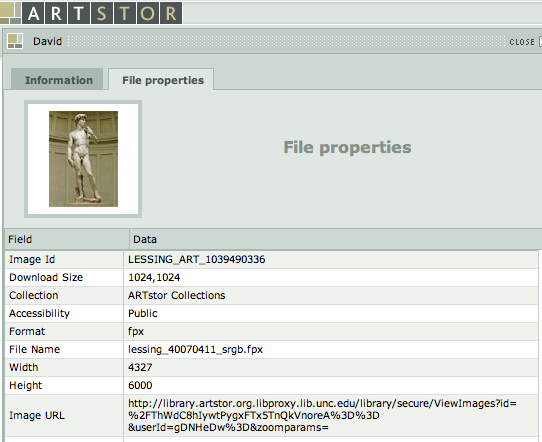 ARTSTOR
David
CLOSE
Information File properties
File properties
Field Data
Image Id LESSING_ART_1039490336
Download Size 1024,1024
Collection ARTstor Collections
Accessibility Public
Format fpx
File Name lessing_40070411_srgb.fpx
Width 4327
Height 6000
Image URL http://library.artstor.org.libproxy.lib.unc.edu/library/secure/ViewImages?id=
%2FThWdC8hIywtPygxFTx5TnQkVnoreA%3D%3D
&userId=gDNHeDw%3D&zoomparams=